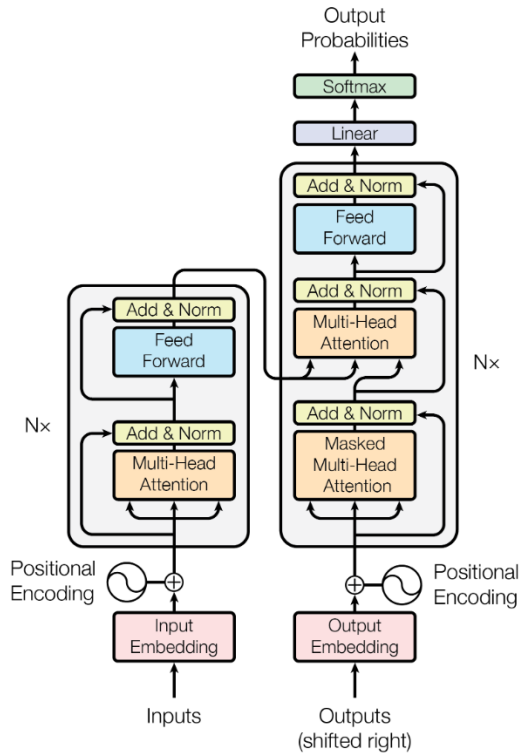 Output
Probabilities
Softmax
Linear
Add & Norm
Feed
Forward
Add & Norm
Multi-Head
Attention
Add & Norm
Masked
Multi-Head
Attention
N×
Positional
Encoding
Output
Embedding
Outputs
(shifted right)
Add & Norm
Feed
Forward
Add & Norm
Multi-Head
Attention
N×
Positional
Encoding
Input
Embedding
Inputs